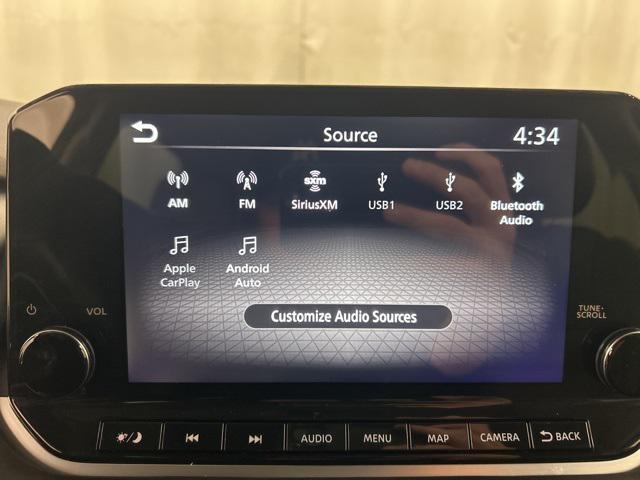 Source
4:34
AM
FM
sxm
SiriusXM
USB1
USB2
Bluetooth
Audio
Apple
CarPlay
Android
Auto
Customize Audio Sources
VOL
TUNE·
SCROLL
AUDIO
MENU
MAP
CAMERA
BACK